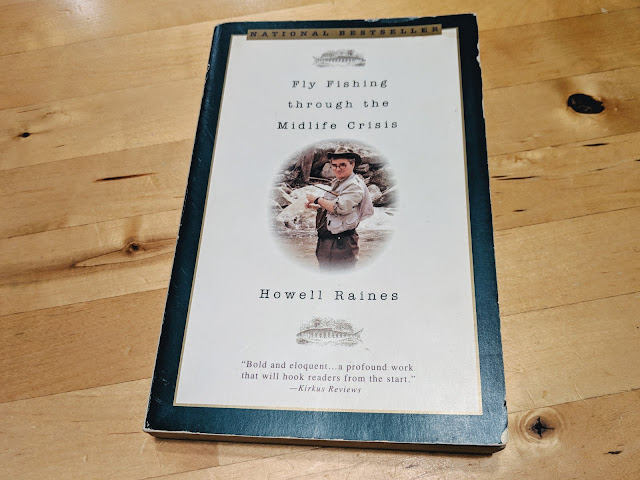 NATIONAL BESTSELLER
Fly Fishing
through the
Midlife Crisis
Howell Raines
“Bold and eloquent…a profound work
that will hook readers from the start.”
—Kirkus Reviews